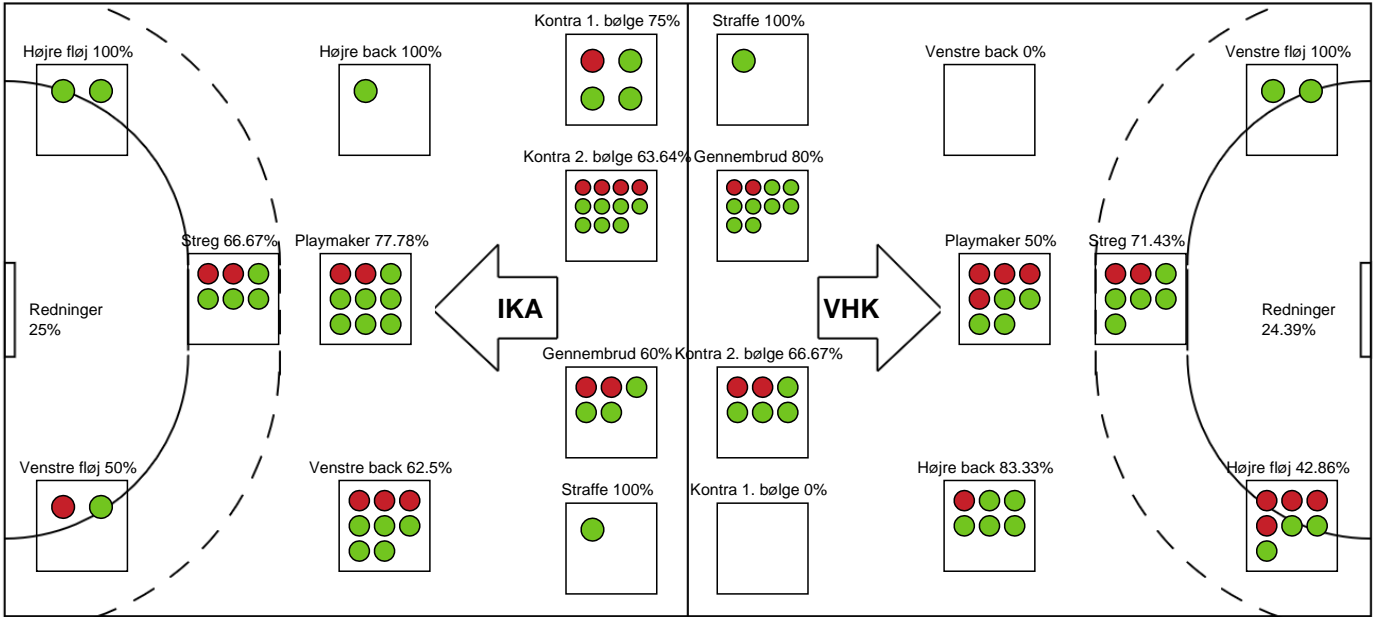 Kontra 1. bølge 75%
Straffe 100%
Højre fløj 100%
Højre back 100%
Venstre back 0%
Venstre fløj 100%
Kontra 2. bølge 63.64%
Gennembrud 80%
Streg 66.67%
Playmaker 77.78%
Playmaker 50%
Streg 71.43%
Redninger
25%
IKA
VHK
Redninger
24.39%
Gennembrud 60%
Kontra 2. bølge 66.67%
Venstre fløj 50%
Venstre back 62.5%
Højre back 83.33%
Højre fløj 42.86%
Straffe 100%
Kontra 1. bølge 0%